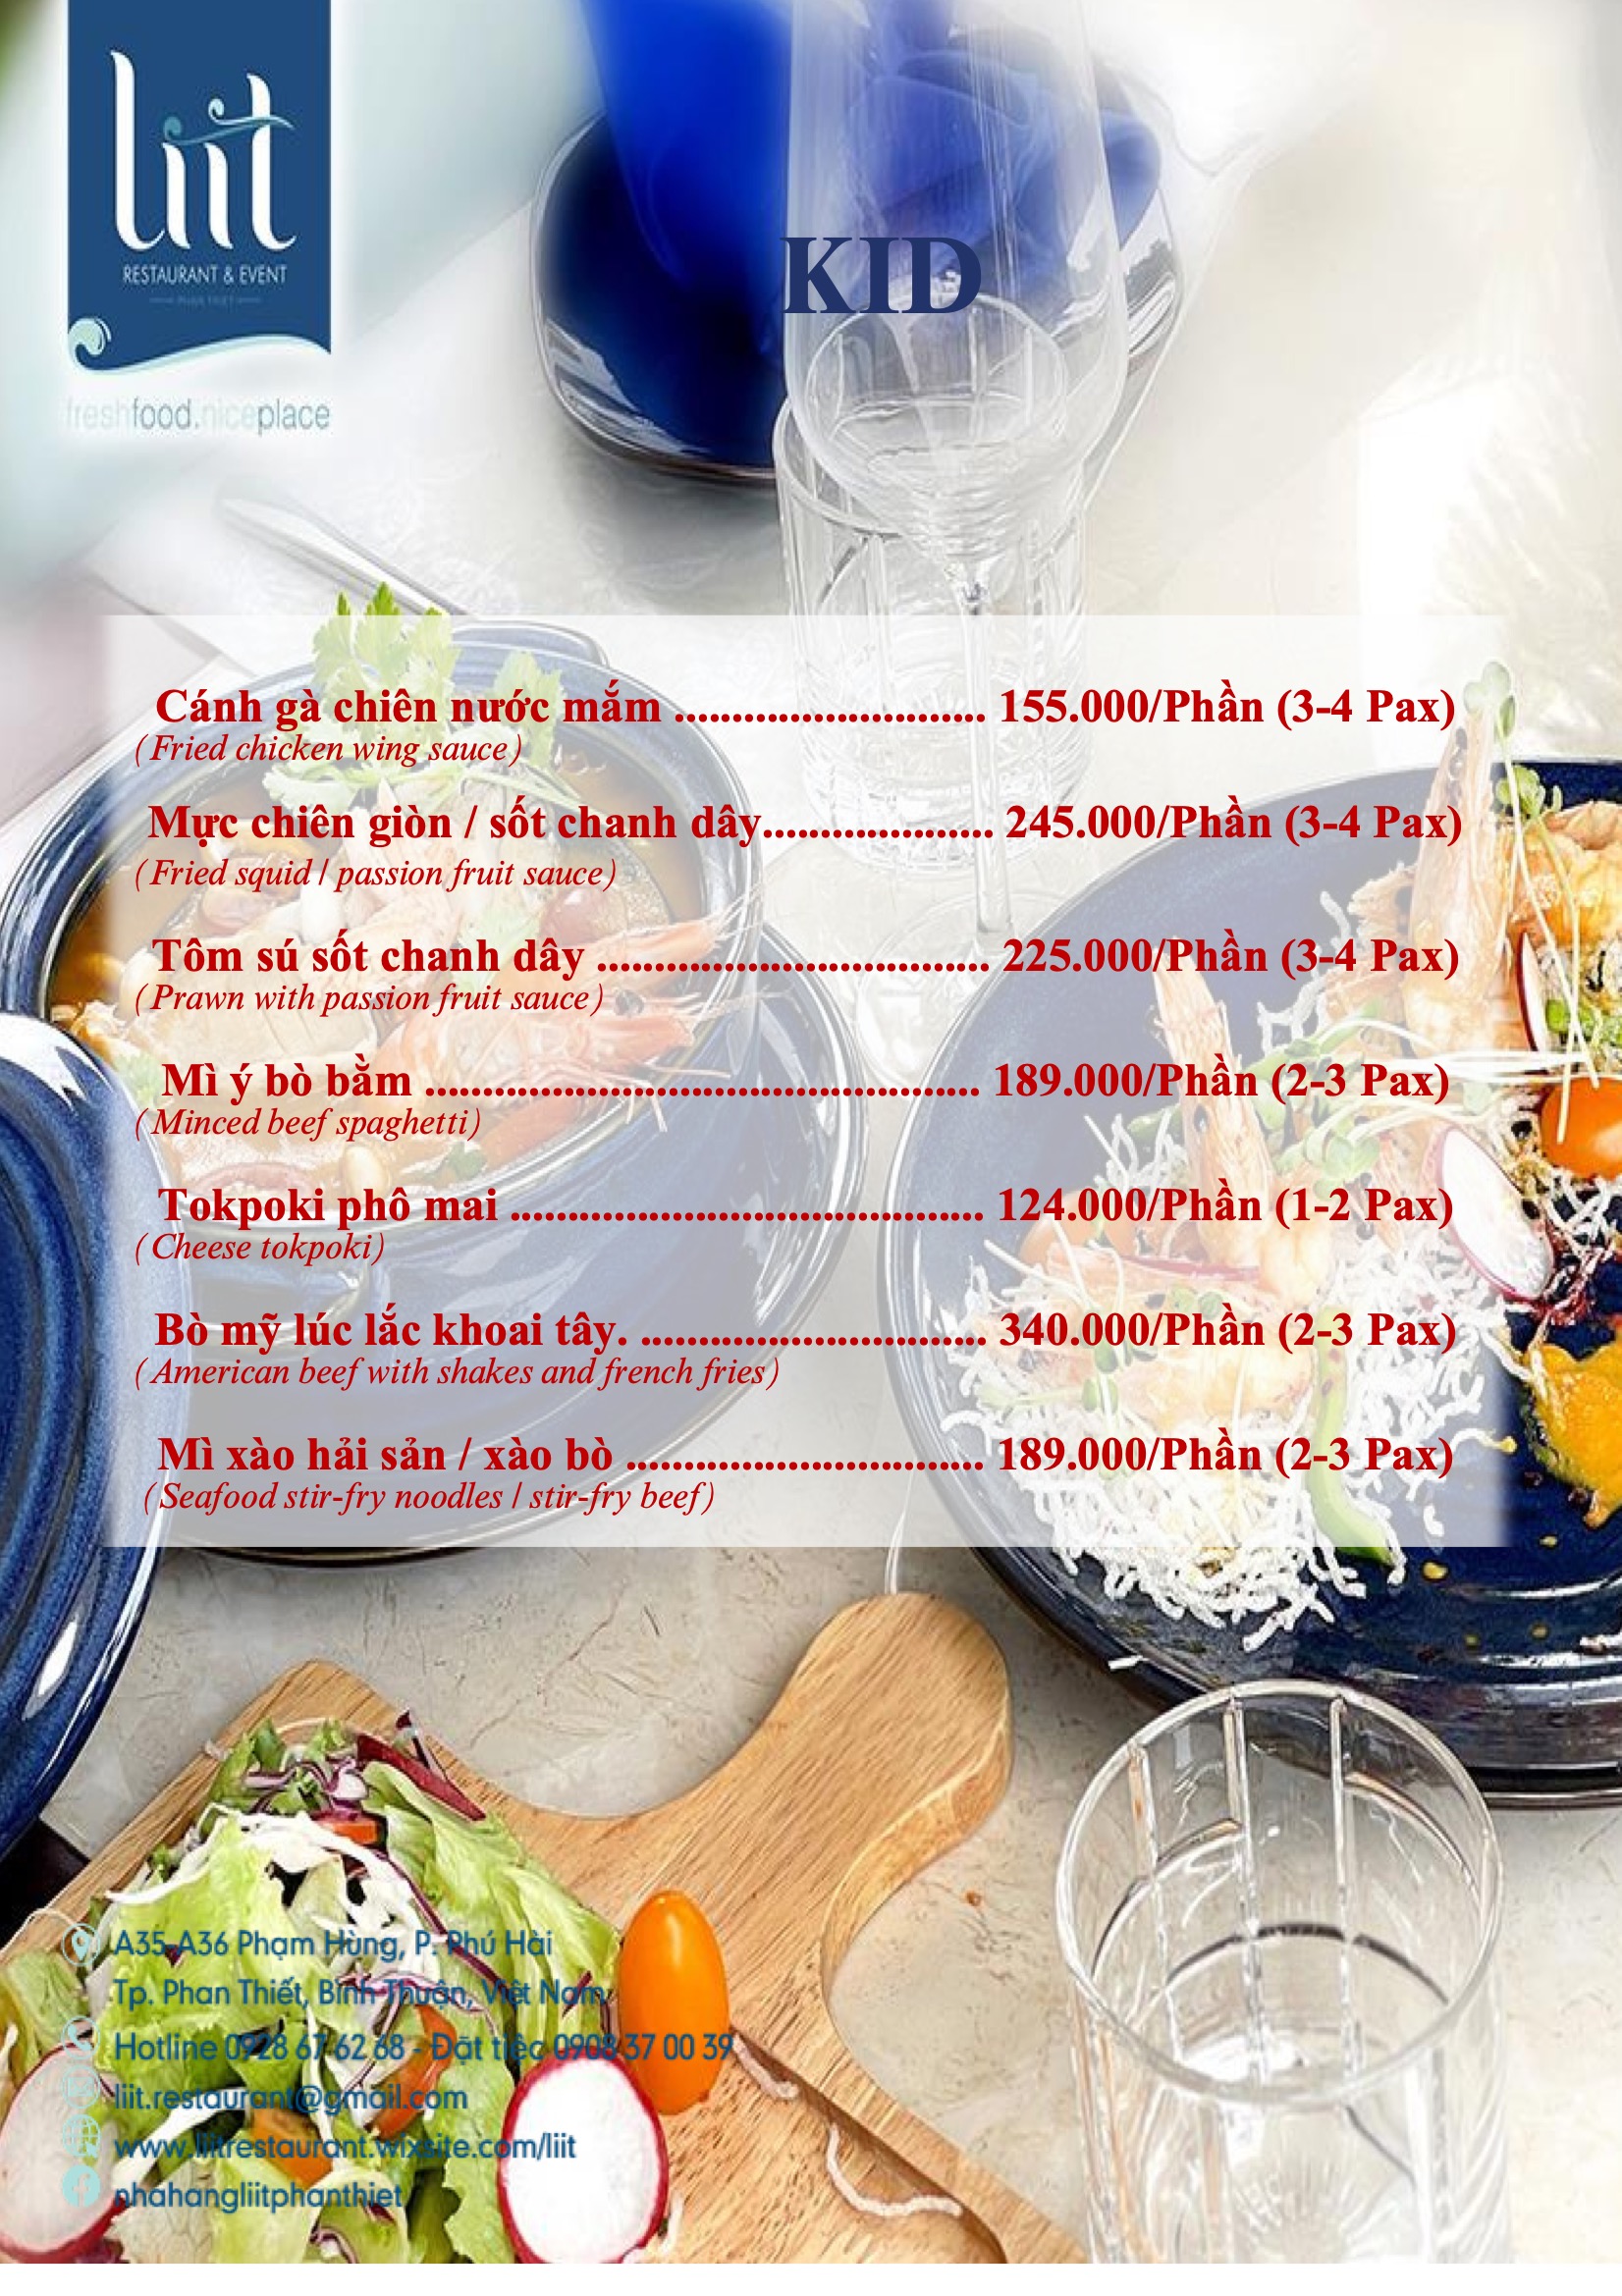 liit
RESTAURANT & EVENT
PHAN THIET
freshfood.niceplace
KID
Cánh gà chiên nước mắm ........................... 155.000/Phần (3-4 Pax)
(Fried chicken wing sauce)
Mực chiên giòn / sốt chanh dây.................... 245.000/Phần (3-4 Pax)
(Fried squid / passion fruit sauce)
Tôm sú sốt chanh dây .................................. 225.000/Phần (3-4 Pax)
(Prawn with passion fruit sauce)
Mì ý bò bằm ................................................ 189.000/Phần (2-3 Pax)
(Minced beef spaghetti)
Tokpoki phô mai ......................................... 124.000/Phần (1-2 Pax)
(Cheese tokpoki)
Bò mỹ lúc lắc khoai tây. .............................. 340.000/Phần (2-3 Pax)
(American beef with shakes and french fries)
Mì xào hải sản / xào bò ............................... 189.000/Phần (2-3 Pax)
(Seafood stir-fry noodles / stir-fry beef)
A35-A36 Phạm Hùng, P. Phú Hài
Tp. Phan Thiết, Bình Thuận, Việt Nam
Hotline 0928 67 62 68 - Đặt tiệc 0908 37 00 39
liit.restaurant@gmail.com
www.liitrestaurant.wixsite.com/liit
nhahangliitphanthiet